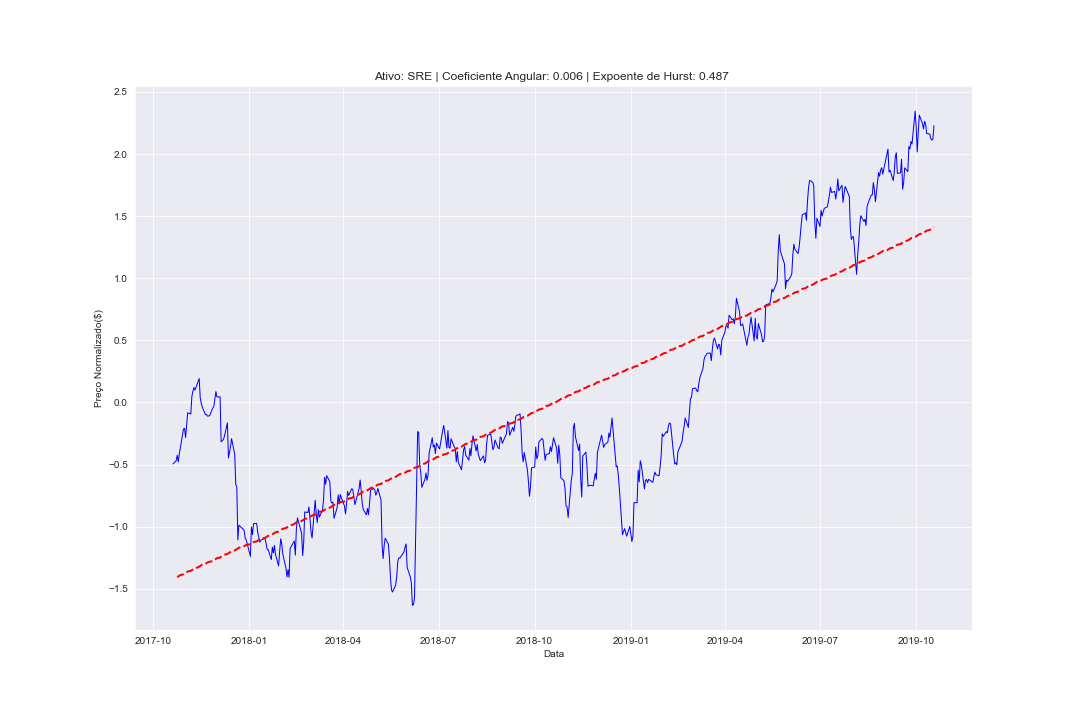 Ativo: SRE | Coeficiente Angular: 0.006 | Expoente de Hurst: 0.487
2.5
2.0
1.5
1.0
0.5
0.0
−0.5
−1.0
−1.5
Preço Normalizado($)
2017-10 2018-01 2018-04 2018-07 2018-10 2019-01 2019-04 2019-07 2019-10
Data